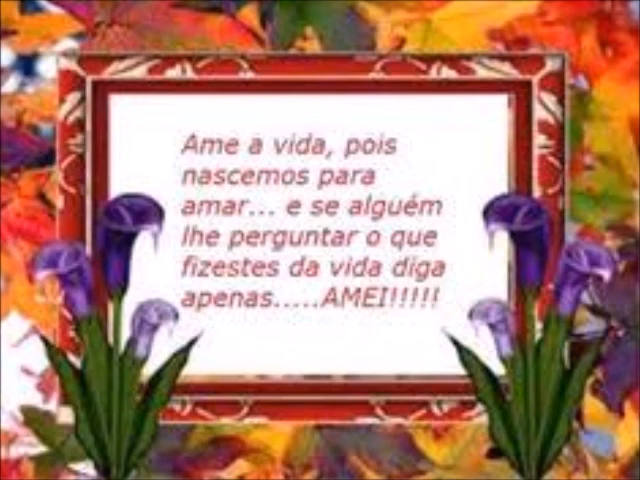 Ame a vida, pois
nascemos para
amar... e se alguém
lhe perguntar o que
fizestes da vida diga
apenas.....AMEI!!!!!